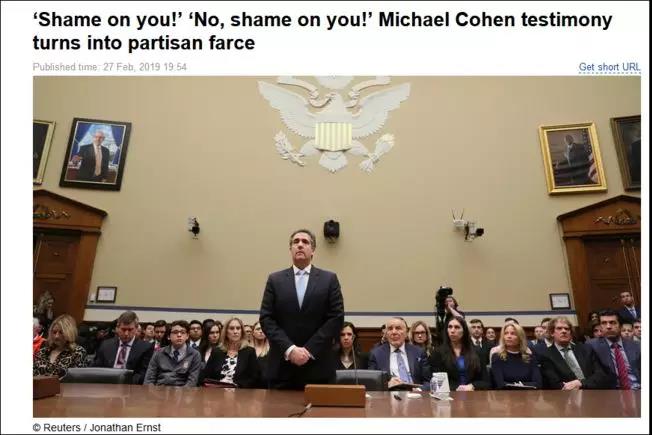 ‘Shame on you!’ ‘No, shame on you!’ Michael Cohen testimony
turns into partisan farce
Published time: 27 Feb, 2019 19:54
Get short URL
© Reuters / Jonathan Ernst